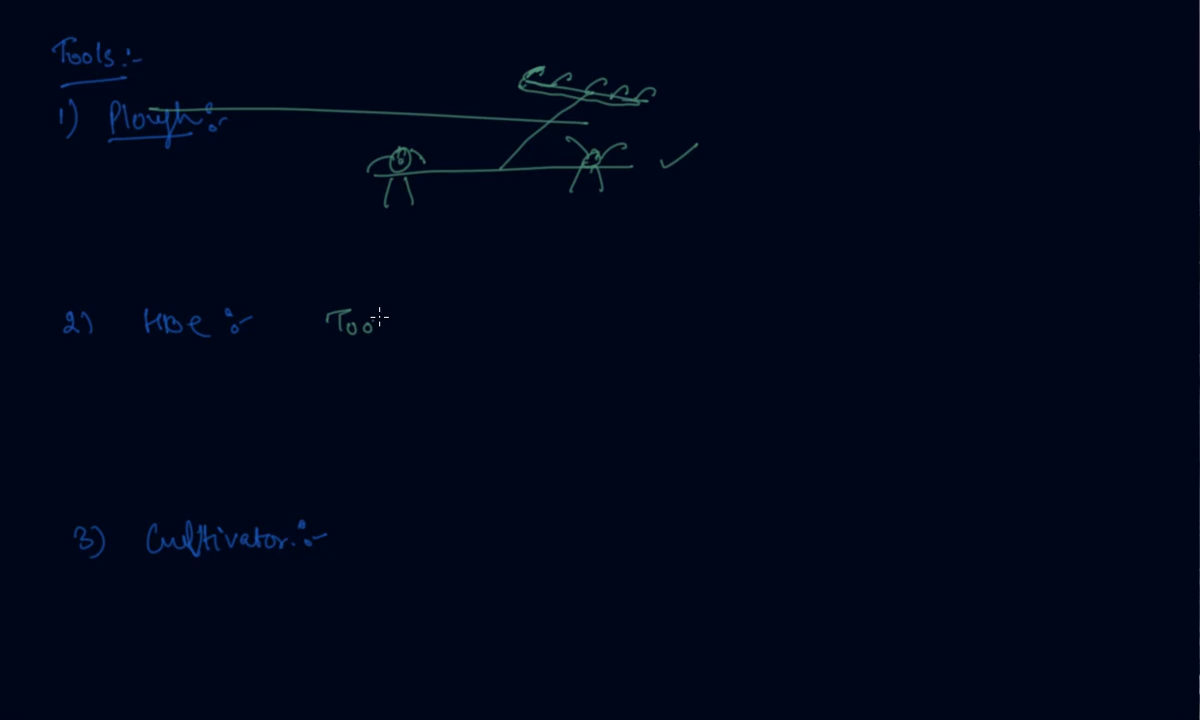 Tools:-
1) Plough :-
2) Hoe :- Too
3) Cultivator :-